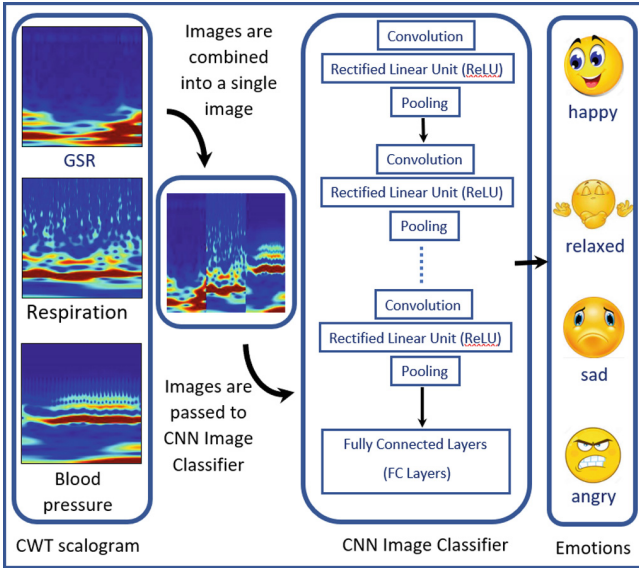 GSR
Respiration
Blood
pressure
CWT scalogram
Images are
combined
into a single
image
Images are
passed to
CNN Image
Classifier
Convolution
Rectified Linear Unit (ReLU)
Pooling
Convolution
Rectified Linear Unit (ReLU)
Pooling
Convolution
Rectified Linear Unit (ReLU)
Pooling
Fully Connected Layers
(FC Layers)
CNN Image Classifier
happy
relaxed
sad
angry
Emotions